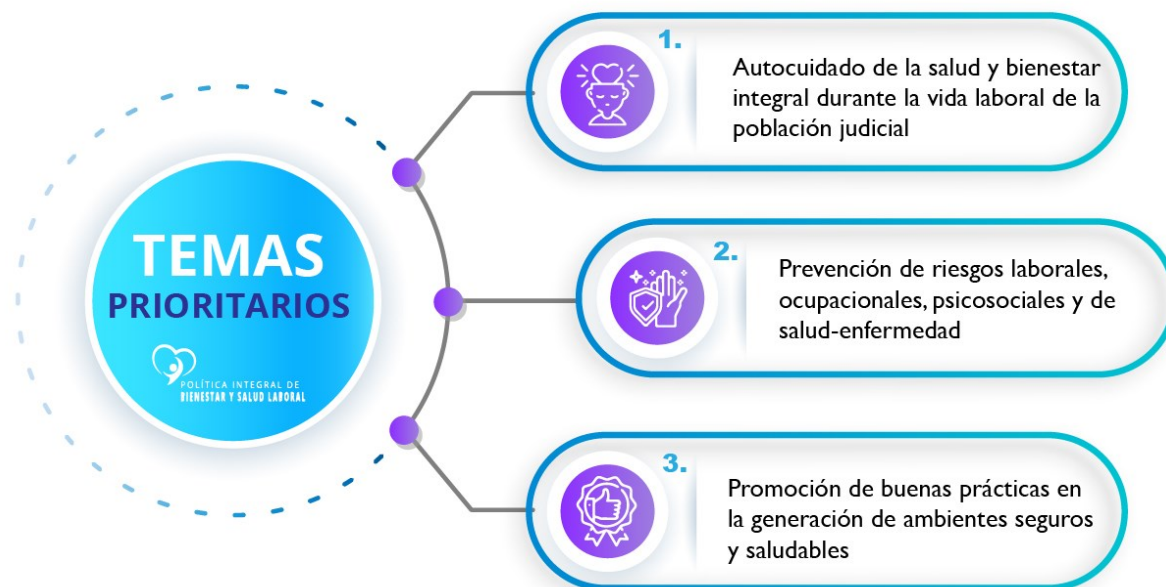 TEMAS
PRIORITARIOS
POLÍTICA INTEGRAL DE
BIENESTAR Y SALUD LABORAL
1.
Autocuidado de la salud y bienestar
integral durante la vida laboral de la
población judicial
2.
Prevención de riesgos laborales,
ocupacionales, psicosociales y de
salud-enfermedad
3.
Promoción de buenas prácticas en
la generación de ambientes seguros
y saludables